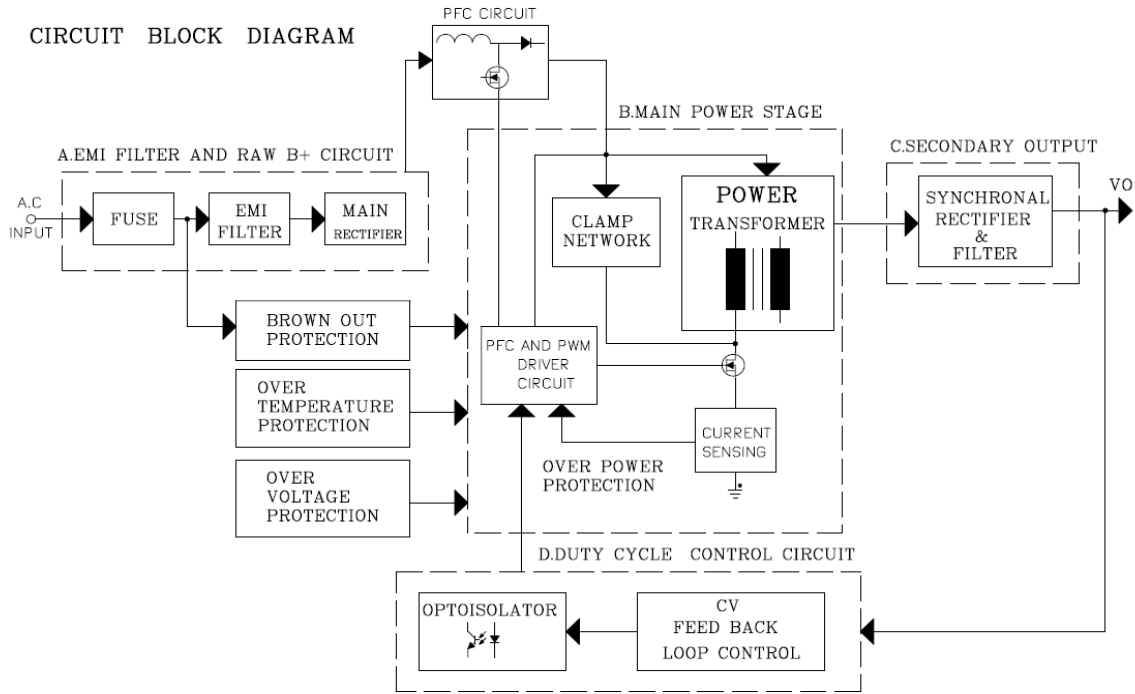 PFC CIRCUIT
CIRCUIT BLOCK DIAGRAM
B.MAIN POWER STAGE
A.EMI FILTER AND RAW B+ CIRCUIT
C.SECONDARY OUTPUT
A.C
INPUT
FUSE
EMI
FILTER
MAIN
RECTIFIER
CLAMP
NETWORK
POWER
TRANSFORMER
SYNCHRONAL
RECTIFIER
&
FILTER
VO
BROWN OUT
PROTECTION
PFC AND PWM
DRIVER
CIRCUIT
OVER
TEMPERATURE
PROTECTION
CURRENT
SENSING
OVER POWER
PROTECTION
OVER
VOLTAGE
PROTECTION
D.DUTY CYCLE CONTROL CIRCUIT
OPTOISOLATOR
CV
FEED BACK
LOOP CONTROL